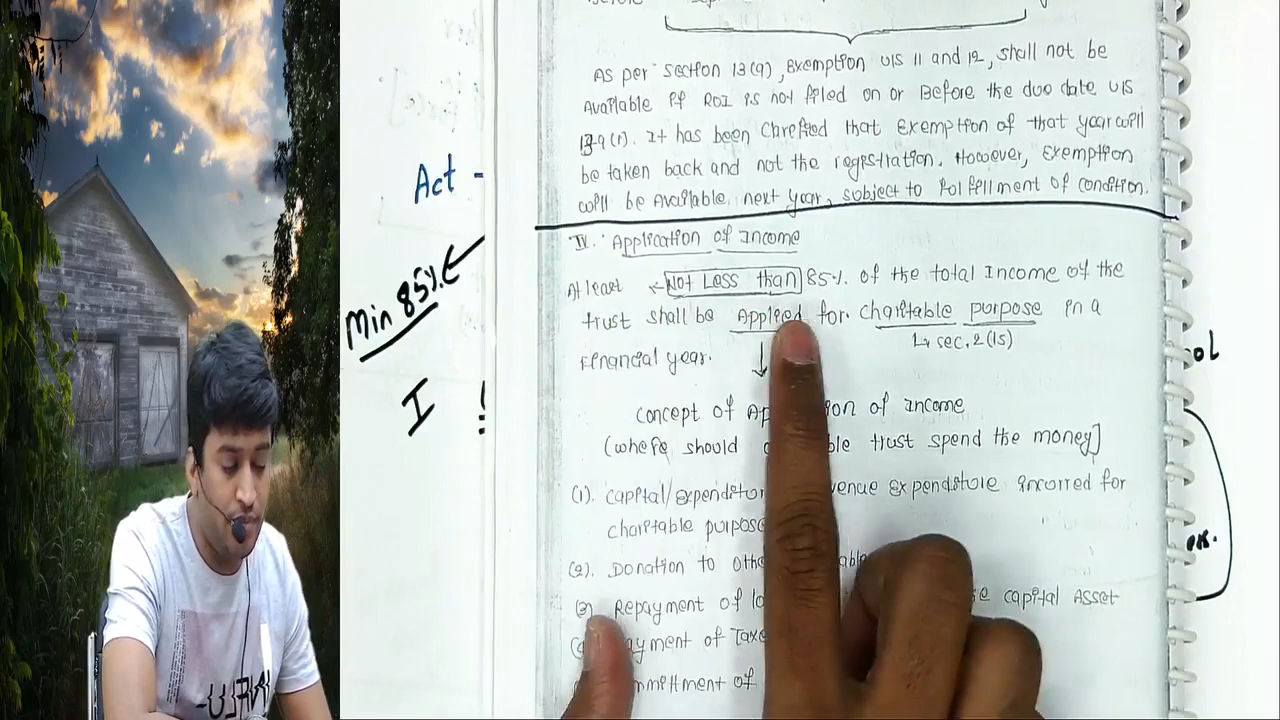 As per section 13(9), Exemption U/S 11 and 12, shall not be
Available if ROI is not filed on or Before the due date U/S
139(1). It has been Clarefied that Exemption of that year will
be taken back and not the registration. However, Exemption
will be Available next year, subject to fulfillment of condition.
Act -
Min 85%
I !
IV. Application of Income
At least ← Not Less than 85% of the total Income of the
trust shall be Applied for Charitable purpose in a
↳ sec. 2(15)
Financial year.
Concept of Ap on of Income
(where should ble trust spend the money]
(1). Capital/expenditur venue expenditure incurred for
charitable purpose
(2). Donation to Othe able
(3) Repayment of lo e capital Asset
yment of Taxe
mmitment of